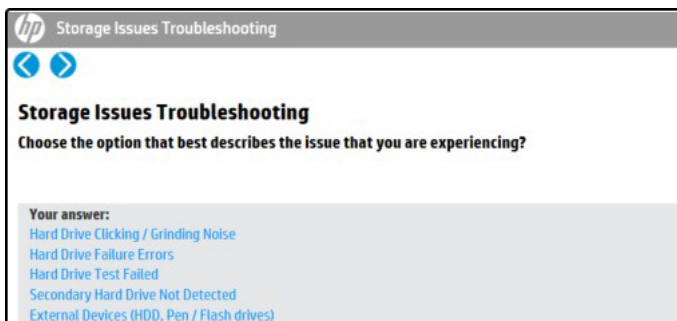 hp Storage Issues Troubleshooting
Storage Issues Troubleshooting
Choose the option that best describes the issue that you are experiencing?
Your answer:
Hard Drive Clicking / Grinding Noise
Hard Drive Failure Errors
Hard Drive Test Failed
Secondary Hard Drive Not Detected
External Devices (HDD, Pen / Flash drives)